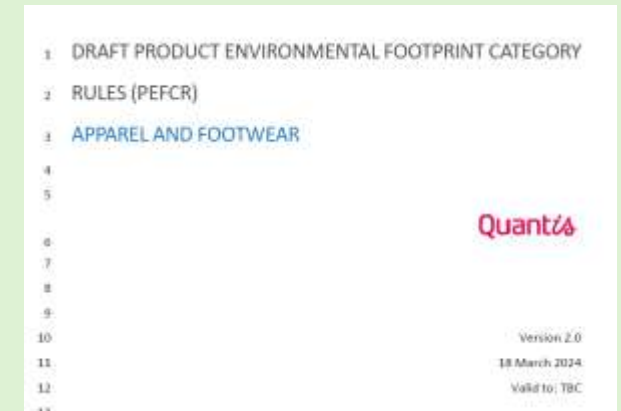 1 DRAFT PRODUCT ENVIRONMENTAL FOOTPRINT CATEGORY
2 RULES (PEFCR)
3 APPAREL AND FOOTWEAR
4
5
Quantis
6
7
8
9
10 Version 2.0
11 18 March 2024
12 Valid to: TBC